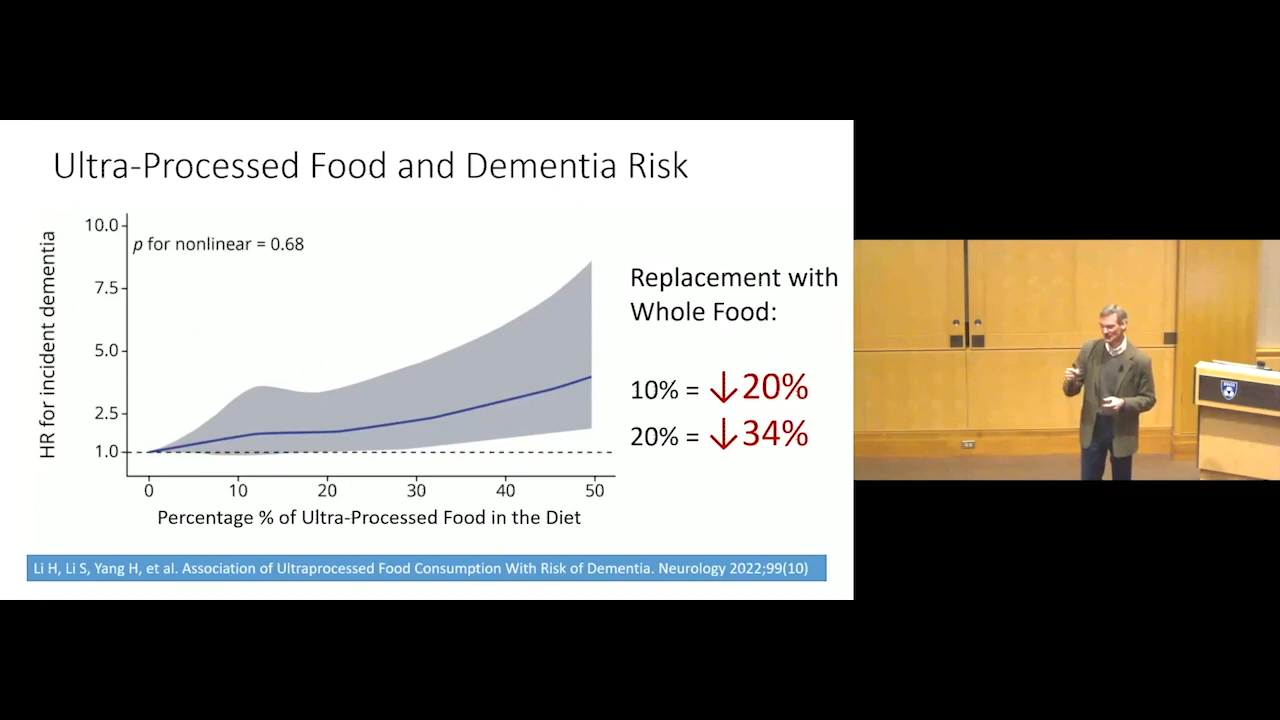 Ultra-Processed Food and Dementia Risk
HR for incident dementia
10.0
7.5
5.0
2.5
1.0
p for nonlinear = 0.68
0 10 20 30 40 50
Percentage % of Ultra-Processed Food in the Diet
Replacement with
Whole Food:
10% = ↓20%
20% = ↓34%
Li H, Li S, Yang H, et al. Association of Ultraprocessed Food Consumption With Risk of Dementia. Neurology 2022;99(10)